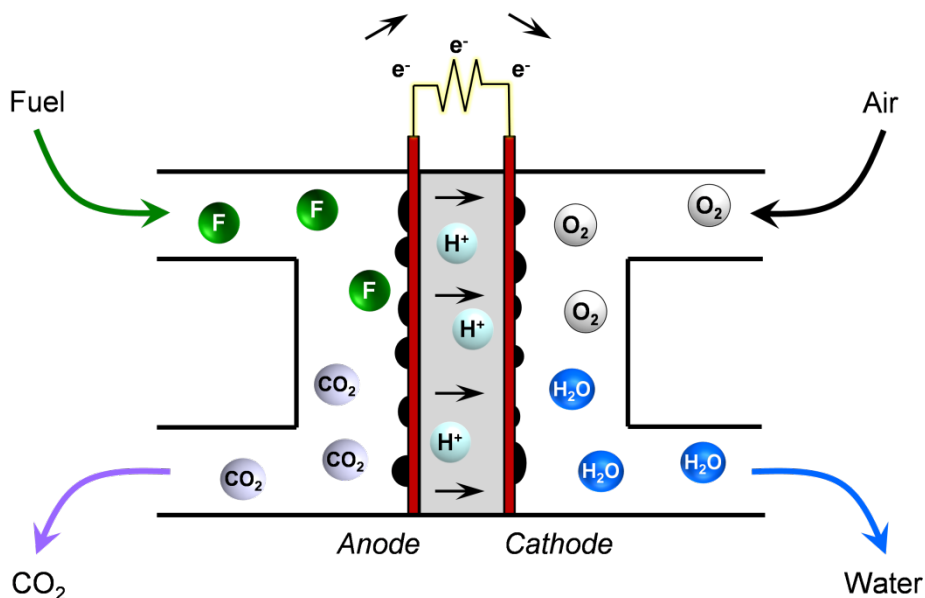 e⁻
e⁻
e⁻
Fuel
Air
F
F
O₂
O₂
H⁺
F
O₂
H⁺
CO₂
H₂O
H⁺
CO₂
CO₂
H₂O
H₂O
Anode
Cathode
CO₂
Water